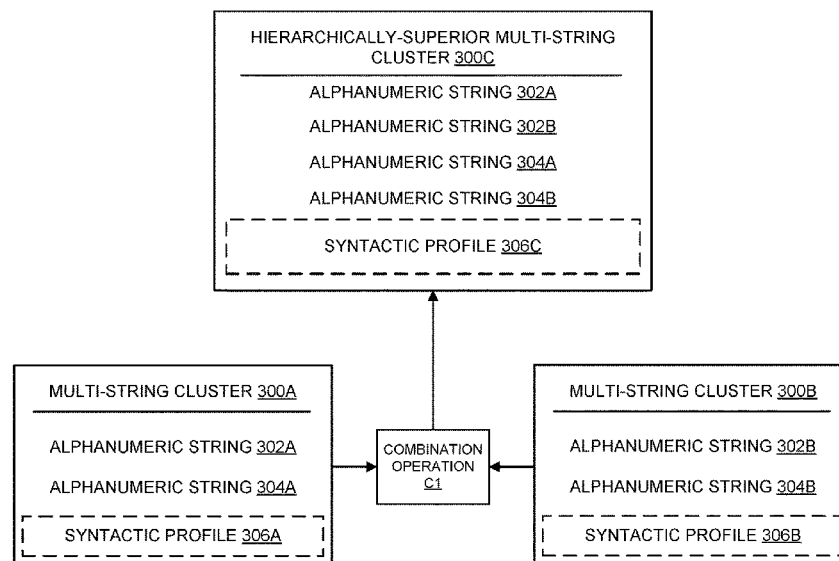 HIERARCHICALLY-SUPERIOR MULTI-STRING
CLUSTER 300C
ALPHANUMERIC STRING 302A
ALPHANUMERIC STRING 302B
ALPHANUMERIC STRING 304A
ALPHANUMERIC STRING 304B
SYNTACTIC PROFILE 306C
MULTI-STRING CLUSTER 300A
ALPHANUMERIC STRING 302A
ALPHANUMERIC STRING 304A
SYNTACTIC PROFILE 306A
COMBINATION
OPERATION
C1
MULTI-STRING CLUSTER 300B
ALPHANUMERIC STRING 302B
ALPHANUMERIC STRING 304B
SYNTACTIC PROFILE 306B